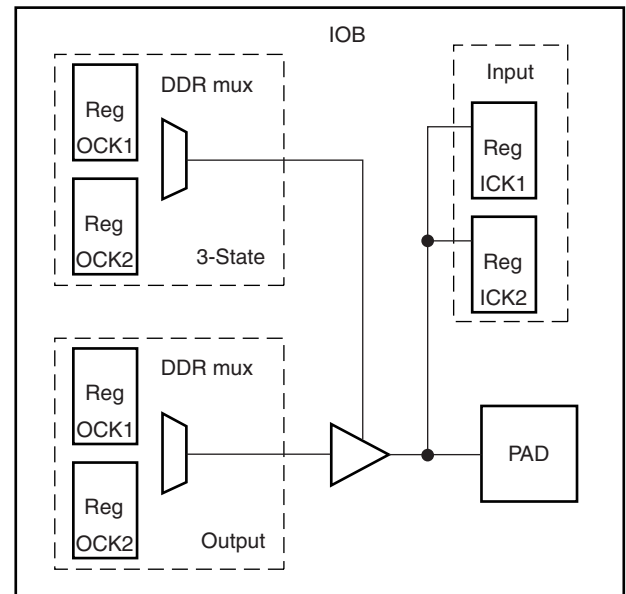 IOB
Reg
OCK1
DDR mux
Reg
OCK2
3-State
Input
Reg
ICK1
Reg
ICK2
Reg
OCK1
DDR mux
Reg
OCK2
Output
PAD